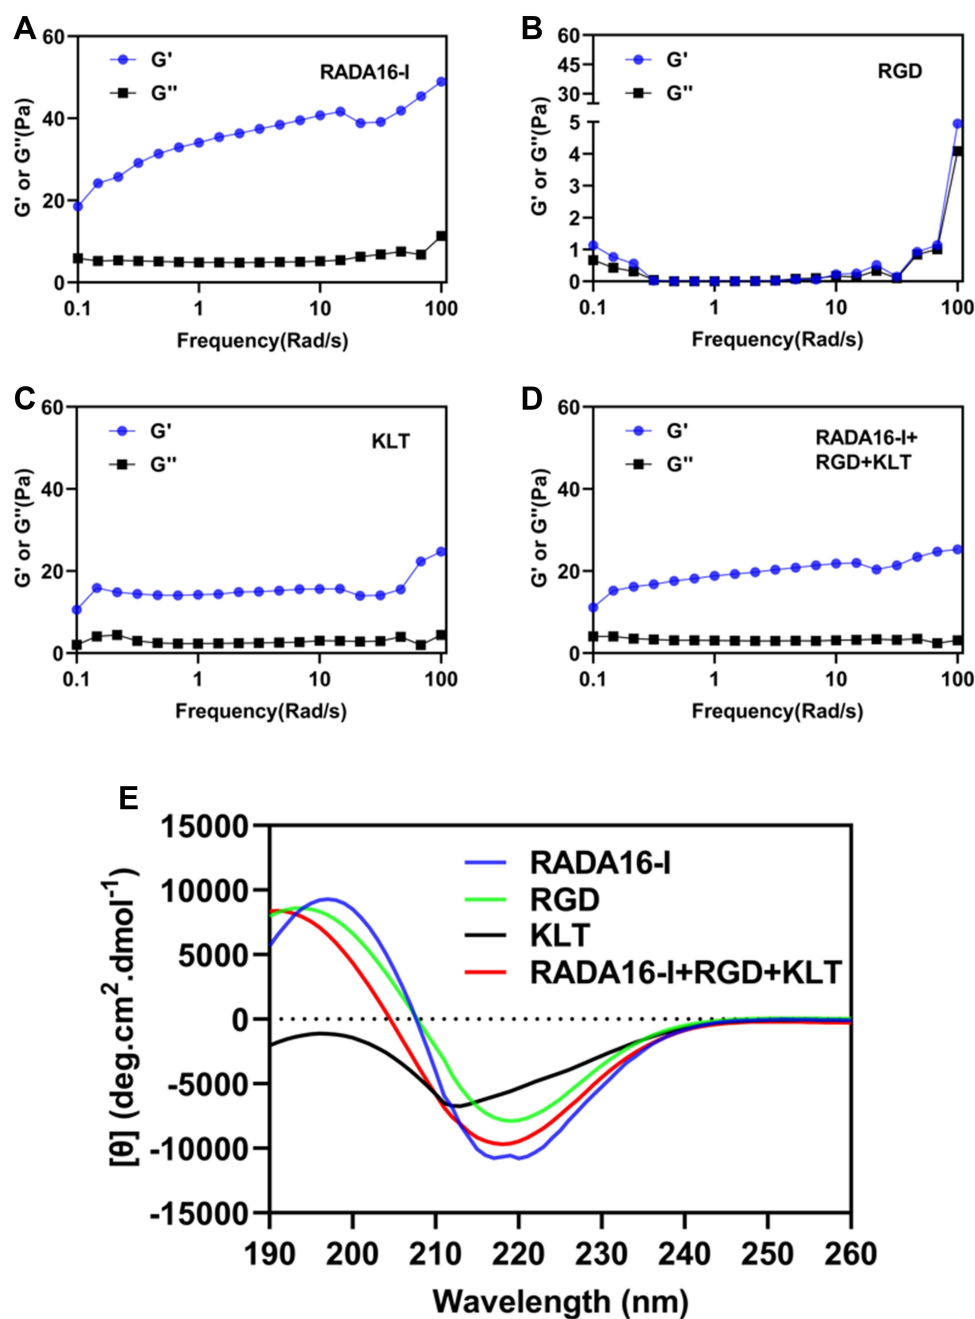 A
60
40
20
0
G' or G''(Pa)
G'
G''
RADA16-I
0.1
1
10
100
Frequency(Rad/s)
B
60
45
30
5
4
3
2
1
0
G' or G''(Pa)
G'
G''
RGD
0.1
1
10
100
Frequency(Rad/s)
C
60
40
20
0
G' or G''(Pa)
G'
G''
KLT
0.1
1
10
100
Frequency(Rad/s)
D
60
40
20
0
G' or G''(Pa)
G'
G''
RADA16-I+
RGD+KLT
0.1
1
10
100
Frequency(Rad/s)
E
15000
10000
5000
0
-5000
-10000
-15000
[θ] (deg.cm².dmol⁻¹)
RADA16-I
RGD
KLT
RADA16-I+RGD+KLT
190
200
210
220
230
240
250
260
Wavelength (nm)